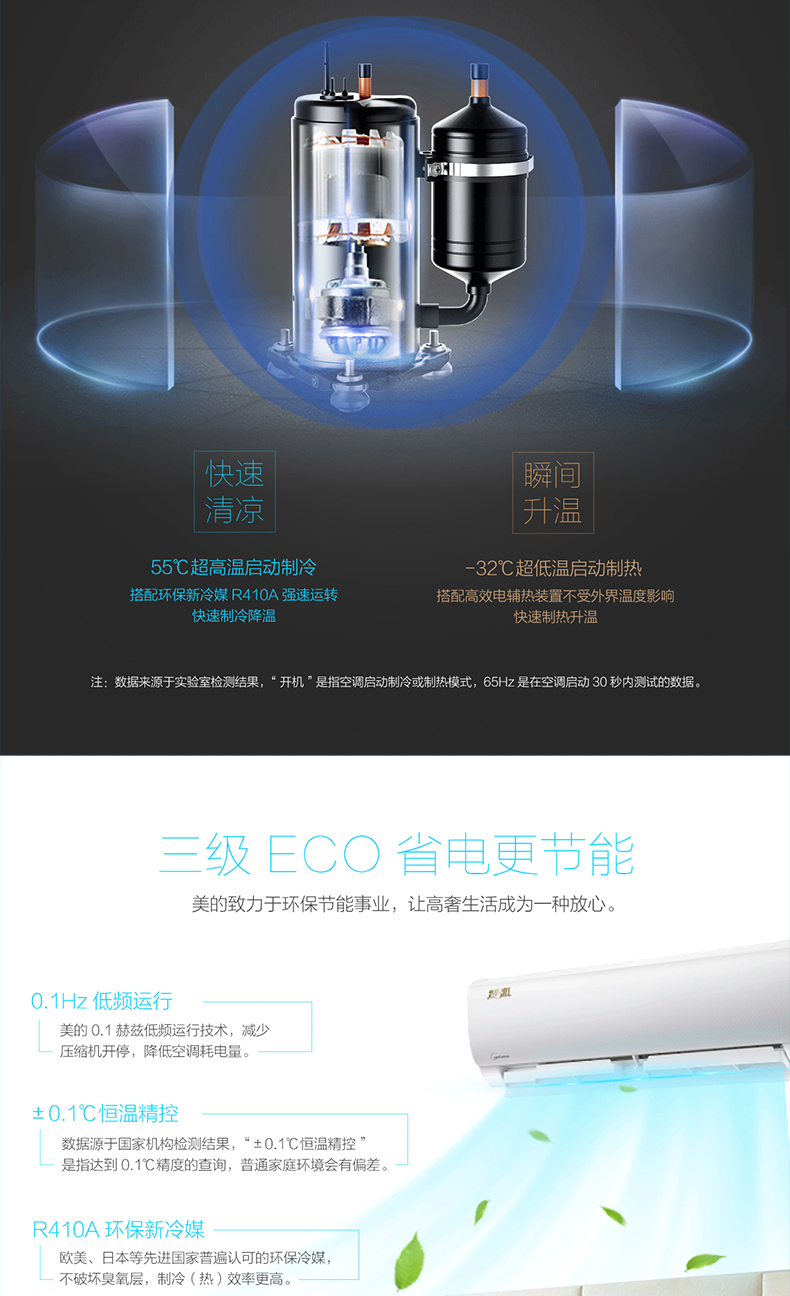 快速
清凉
瞬间
升温
55℃超高温启动制冷
搭配环保新冷媒 R410A 强速运转
快速制冷降温
-32℃超低温启动制热
搭配高效电辅热装置不受外界温度影响
快速制热升温
注：数据来源于实验室检测结果，“ 开机 ”是指空调启动制冷或制热模式，65Hz 是在空调启动 30 秒内测试的数据。
三级 ECO 省电更节能
美的致力于环保节能事业，让高奢生活成为一种放心。
0.1Hz 低频运行
美的 0.1 赫兹低频运行技术，减少
压缩机开停，降低空调耗电量。
±0.1℃恒温精控
数据源于国家机构检测结果，“±0.1℃恒温精控 ”
是指达到 0.1℃精度的查询，普通家庭环境会有偏差。
R410A 环保新冷媒
欧美、日本等先进国家普遍认可的环保冷媒，
不破坏臭氧层，制冷（ 热 ）效率更高。